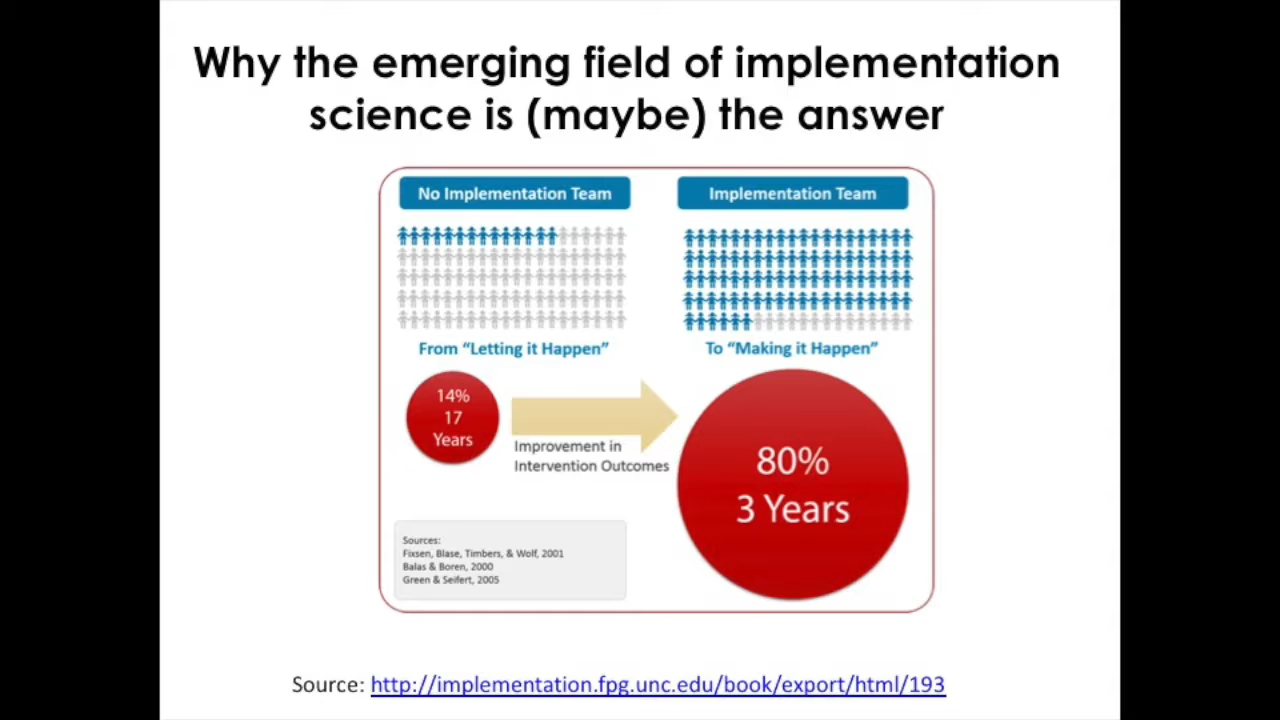 Why the emerging field of implementation
science is (maybe) the answer
No Implementation Team
Implementation Team
From “Letting it Happen”
To “Making it Happen”
14%
17
Years
Improvement in
Intervention Outcomes
80%
3 Years
Sources:
Fixsen, Blase, Timbers, & Wolf, 2001
Balas & Boren, 2000
Green & Seifert, 2005
Source: http://implementation.fpg.unc.edu/book/export/html/193